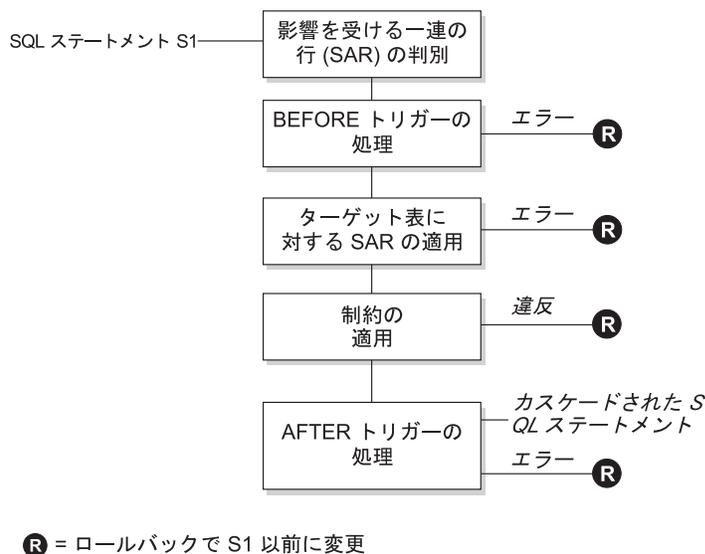 SQL ステートメント S1
影響を受ける一連の
行 (SAR) の判別
BEFORE トリガーの
処理
エラー
R
ターゲット表に
対する SAR の適用
エラー
R
制約の
適用
違反
R
AFTER トリガーの
処理
カスケードされた S
QL ステートメント
エラー
R
R = ロールバックで S1 以前に変更